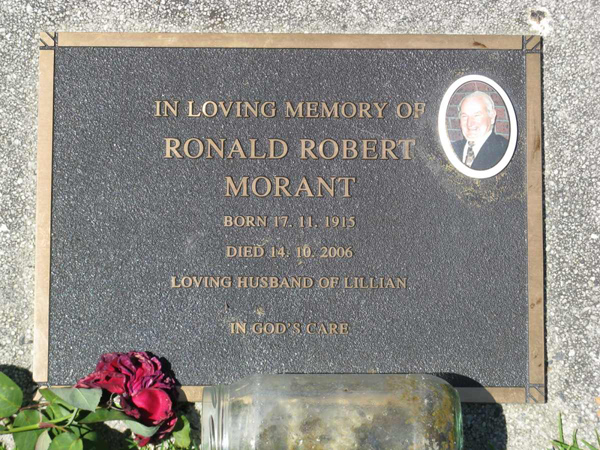 IN LOVING MEMORY OF
RONALD ROBERT
MORANT
BORN 17. 11. 1915
DIED 14. 10. 2006
LOVING HUSBAND OF LILLIAN.
IN GOD'S CARE